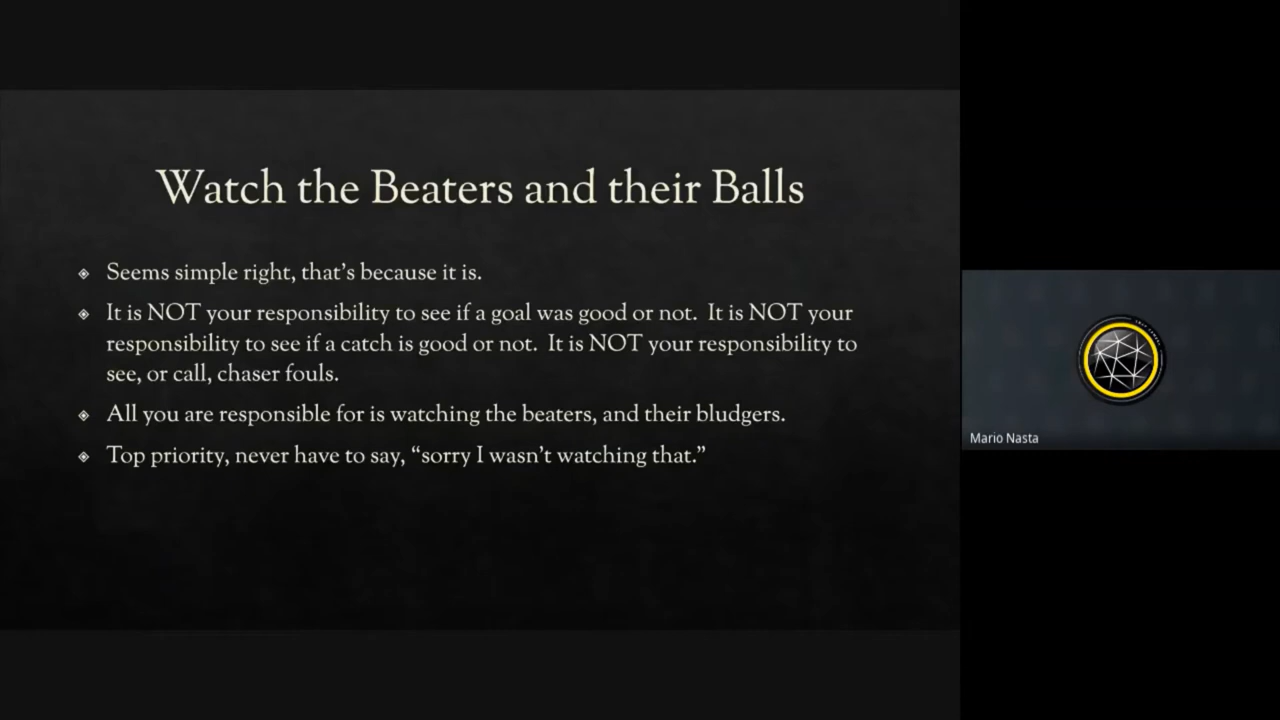 Watch the Beaters and their Balls
Seems simple right, that's because it is.
It is NOT your responsibility to see if a goal was good or not.  It is NOT your
responsibility to see if a catch is good or not.  It is NOT your responsibility to
see, or call, chaser fouls.
All you are responsible for is watching the beaters, and their bludgers.
Top priority, never have to say, “sorry I wasn't watching that.”
Mario Nasta